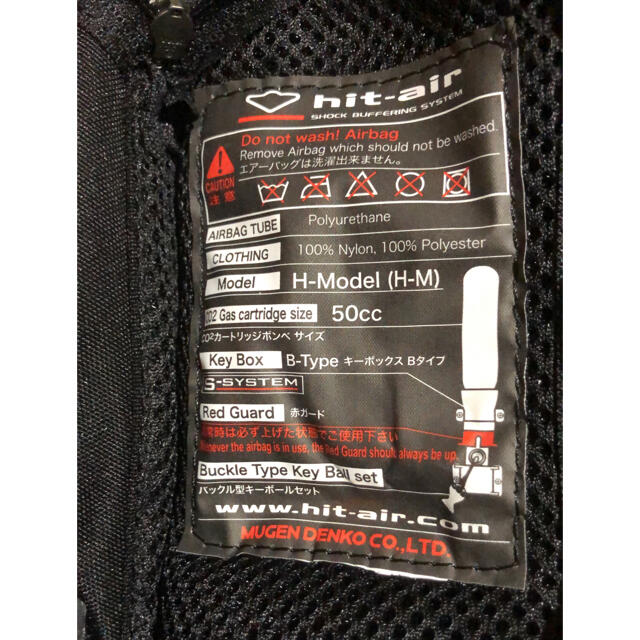 hit-air
SHOCK BUFFERING SYSTEM
CAUTION
注 意
Do not wash! Airbag
Remove Airbag which should not be washed.
エアーバッグは洗濯出来ません。
AIRBAG TUBE Polyurethane
CLOTHING 100% Nylon, 100% Polyester
Model H-Model (H-M)
CO2 Gas cartridge size 50cc
CO2カートリッジボンベ サイズ
Key Box B-Type キーボックス Bタイプ
S-SYSTEM
Red Guard 赤ガード
常時は必ず上げた状態でご使用下さい
Whenever the airbag is in use, the Red Guard should always be up.
Buckle Type Key Ball set
バックル型キーボールセット
www.hit-air.com
MUGEN DENKO CO.,LTD.